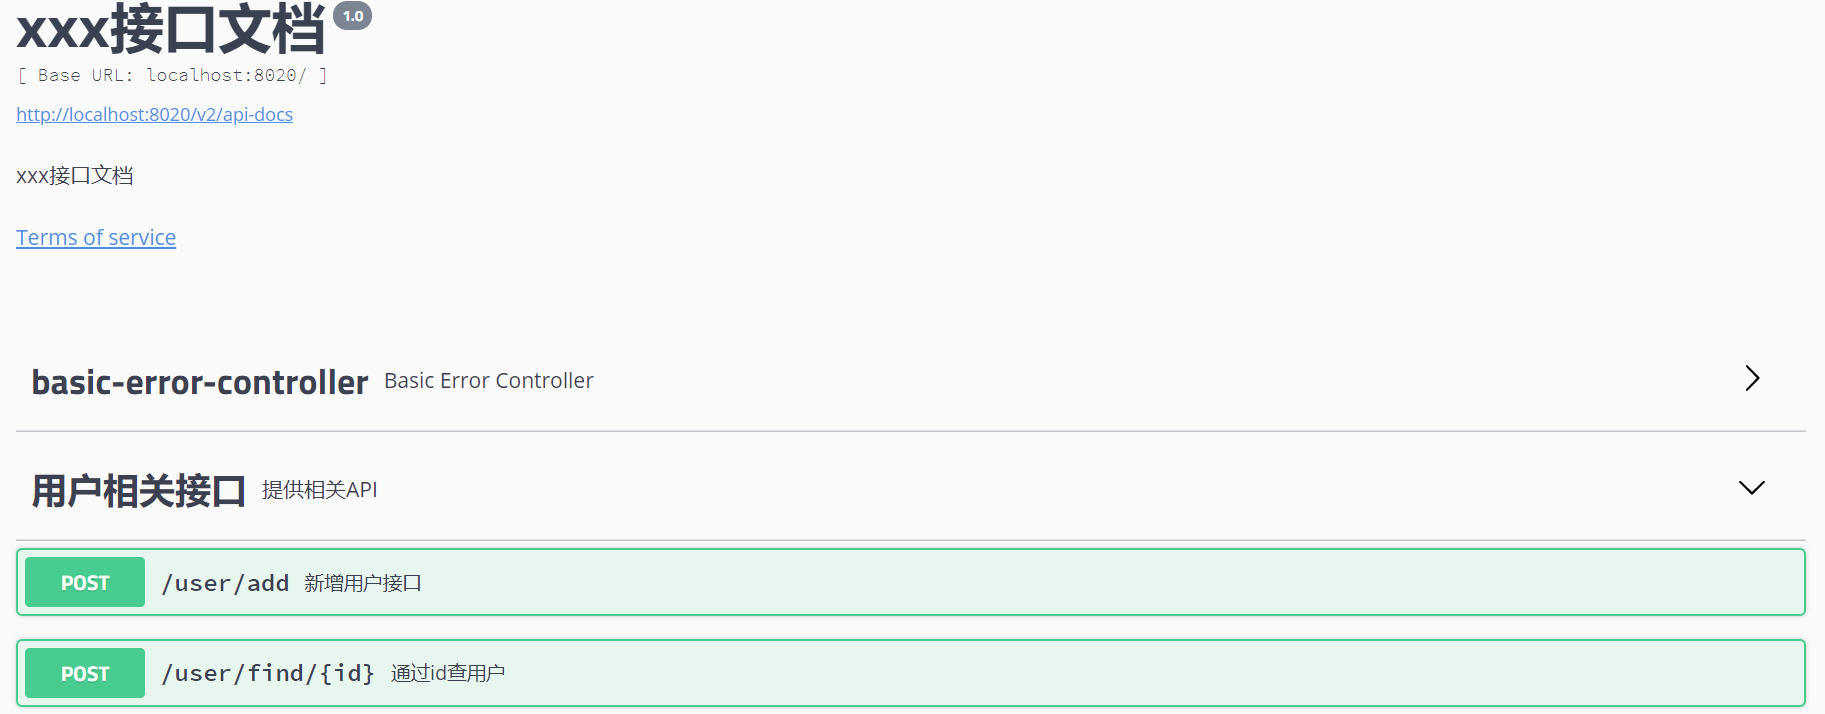 xxx接口文档 1.0
[ Base URL: localhost:8020/ ]
http://localhost:8020/v2/api-docs
xxx接口文档
Terms of service
basic-error-controller Basic Error Controller
用户相关接口 提供相关API
POST /user/add 新增用户接口
POST /user/find/{id} 通过id查用户